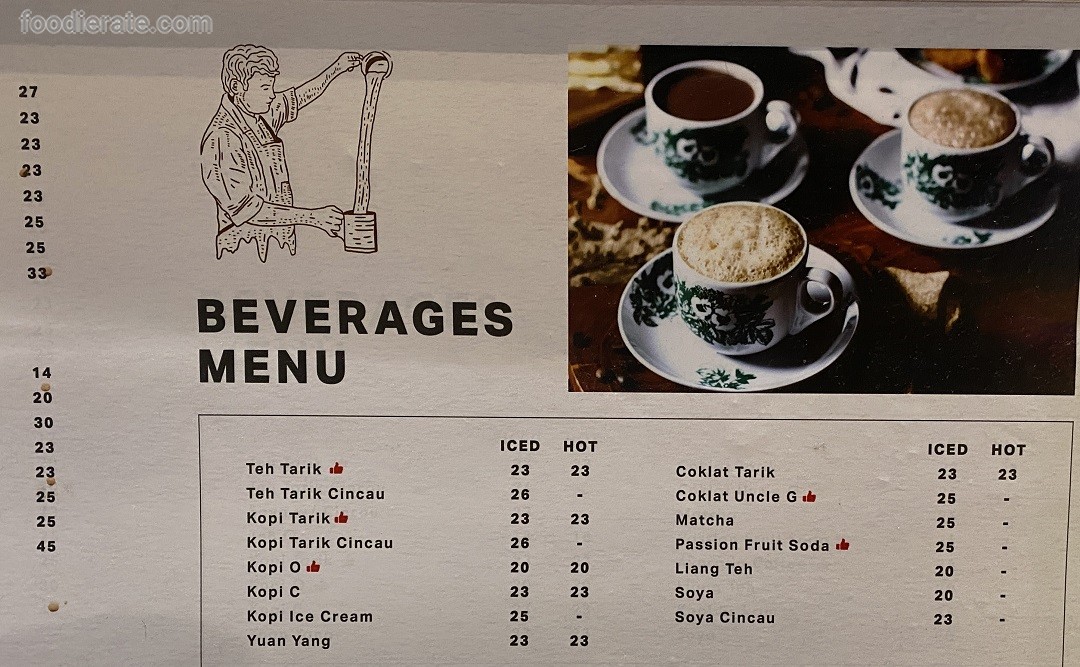 foodierate.com
27
23
23
23
23
25
25
33
14
20
30
23
23
25
25
45
BEVERAGES
MENU
ICED HOT
Teh Tarik 23 23
Teh Tarik Cincau 26 -
Kopi Tarik 23 23
Kopi Tarik Cincau 26 -
Kopi O 20 20
Kopi C 23 23
Kopi Ice Cream 25 -
Yuan Yang 23 23
ICED HOT
Coklat Tarik 23 23
Coklat Uncle G 25 -
Matcha 25 -
Passion Fruit Soda 25 -
Liang Teh 20 -
Soya 20 -
Soya Cincau 23 -